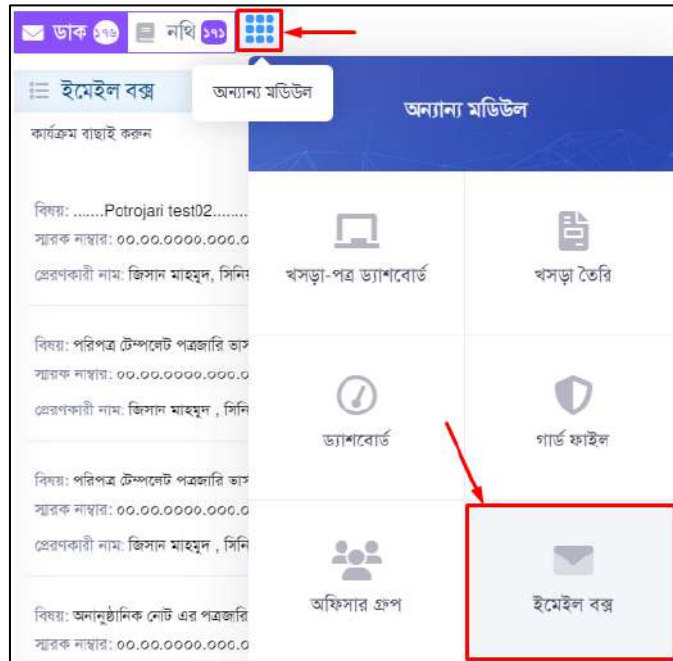 ডাক ১৭৬ নথি ১৭১
ইমেইল বক্স
অন্যান্য মডিউল
অন্যান্য মডিউল
কার্যক্রম বাছাই করুন
বিষয়: .......Potrojari test02........
স্মারক নাম্বার: ০০.০০.০০০০.০০০.০
প্রেরণকারী নাম: জিসান মাহমুদ, সিনিয়
বিষয়: পরিপত্র টেম্পলেট পত্রজারি ভাস
স্মারক নাম্বার: ০০.০০.০০০০.০০০.০
প্রেরণকারী নাম: জিসান মাহমুদ , সিনি
বিষয়: পরিপত্র টেম্পলেট পত্রজারি ভাস
স্মারক নাম্বার: ০০.০০.০০০০.০০০.০
প্রেরণকারী নাম: জিসান মাহমুদ , সিনি
বিষয়: অনানুষ্ঠানিক নোট এর পত্রজারি
স্মারক নাম্বার: ০০.০০.০০০০.০০০.০
খসড়া-পত্র ড্যাশবোর্ড
খসড়া তৈরি
ড্যাশবোর্ড
গার্ড ফাইল
অফিসার গ্রুপ
ইমেইল বক্স